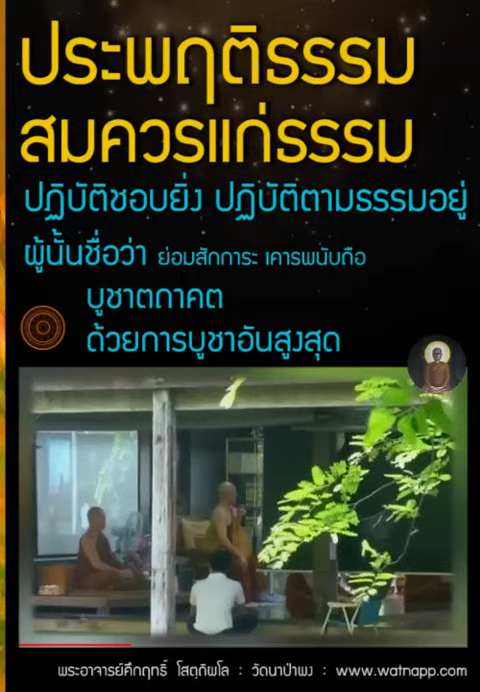 ประพฤติธรรม
สมควรแก่ธรรม
ปฏิบัติชอบยิ่ง ปฏิบัติตามธรรมอยู่
ผู้นั้นชื่อว่า ย่อมสักการะ เคารพนับถือ
บูชาตถาคต
ด้วยการบูชาอันสูงสุด
พระอาจารย์คึกฤทธิ์ โสตฺถิผโล : วัดนาป่าพง : www.watnapp.com